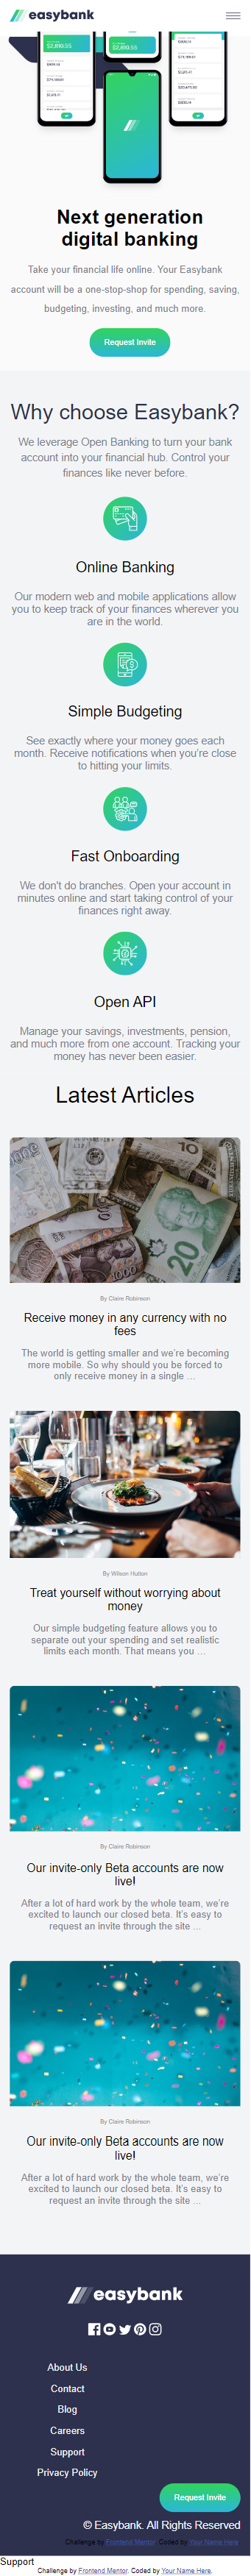 easybank
Next generation
digital banking
Take your financial life online. Your Easybank
account will be a one-stop-shop for spending, saving,
budgeting, investing, and much more.
Request Invite
Why choose Easybank?
We leverage Open Banking to turn your bank
account into your financial hub. Control your
finances like never before.
Online Banking
Our modern web and mobile applications allow
you to keep track of your finances wherever you
are in the world.
Simple Budgeting
See exactly where your money goes each
month. Receive notifications when you're close
to hitting your limits.
Fast Onboarding
We don't do branches. Open your account in
minutes online and start taking control of your
finances right away.
Open API
Manage your savings, investments, pension,
and much more from one account. Tracking your
money has never been easier.
Latest Articles
By Claire Robinson
Receive money in any currency with no
fees
The world is getting smaller and we're becoming
more mobile. So why should you be forced to
only receive money in a single …
By Wilson Hutton
Treat yourself without worrying about
money
Our simple budgeting feature allows you to
separate out your spending and set realistic
limits each month. That means you …
By Claire Robinson
Our invite-only Beta accounts are now
live!
After a lot of hard work by the whole team, we're
excited to launch our closed beta. It's easy to
request an invite through the site ...
By Claire Robinson
Our invite-only Beta accounts are now
live!
After a lot of hard work by the whole team, we're
excited to launch our closed beta. It's easy to
request an invite through the site ...
easybank
About Us
Contact
Blog
Careers
Support
Privacy Policy
Request Invite
© Easybank. All Rights Reserved
Challenge by Frontend Mentor. Coded by Your Name Here.
Support
Challenge by Frontend Mentor. Coded by Your Name Here.